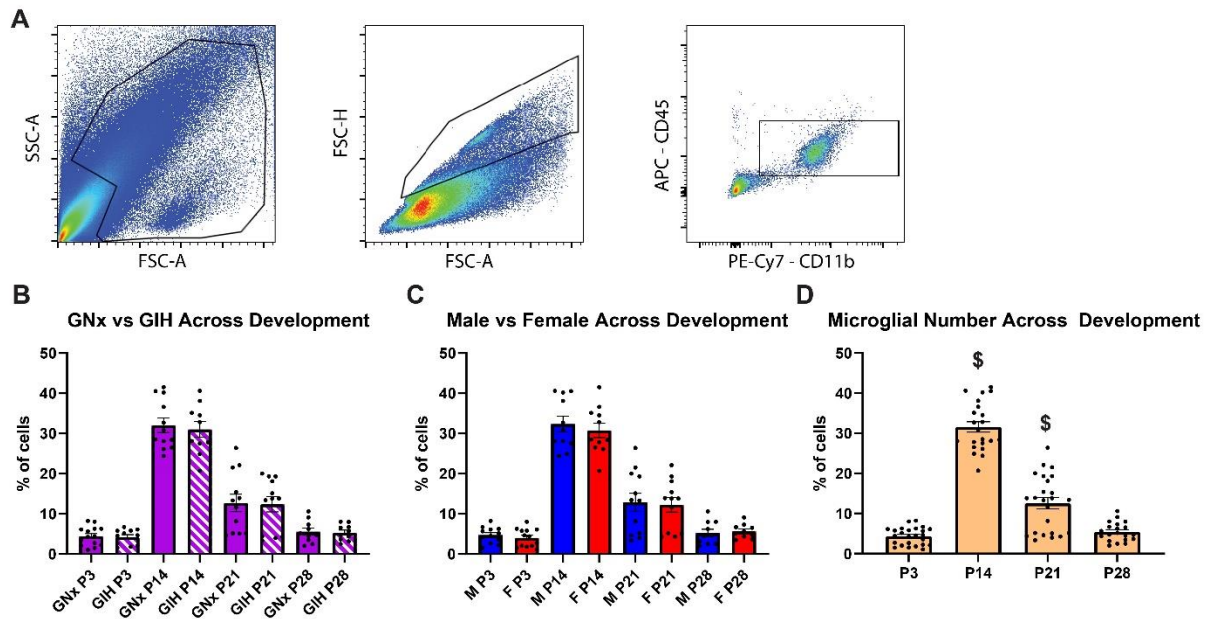 A
SSC-A
FSC-A
FSC-H
FSC-A
APC - CD45
PE-Cy7 - CD11b
B
GNx vs GIH Across Development
% of cells
50
40
30
20
10
0
GNx P3
GIH P3
GNx P14
GIH P14
GNx P21
GIH P21
GNx P28
GIH P28
C
Male vs Female Across Development
% of cells
50
40
30
20
10
0
M P3
F P3
M P14
F P14
M P21
F P21
M P28
F P28
D
Microglial Number Across Development
% of cells
50
40
30
20
10
0
$
$
P3
P14
P21
P28